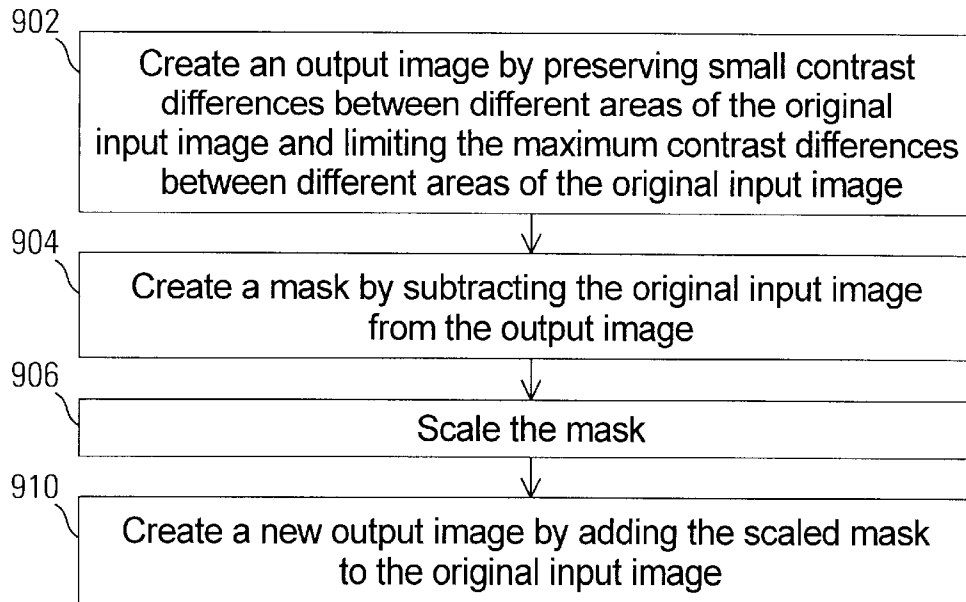 902
Create an output image by preserving small contrast
differences between different areas of the original
input image and limiting the maximum contrast differences
between different areas of the original input image
904
Create a mask by subtracting the original input image
from the output image
906
Scale the mask
910
Create a new output image by adding the scaled mask
to the original input image